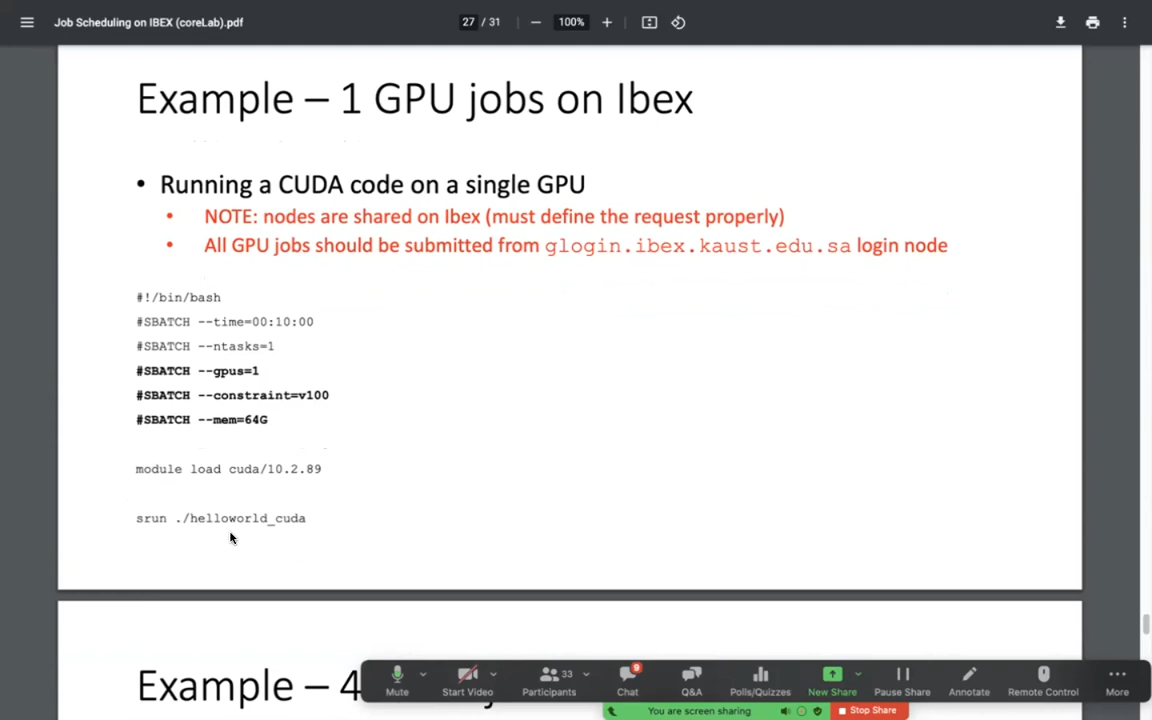 Job Scheduling on IBEX (coreLab).pdf
27 / 31
100%
Example – 1 GPU jobs on Ibex
• Running a CUDA code on a single GPU
• NOTE: nodes are shared on Ibex (must define the request properly)
• All GPU jobs should be submitted from glogin.ibex.kaust.edu.sa login node
#!/bin/bash
#SBATCH --time=00:10:00
#SBATCH --ntasks=1
#SBATCH --gpus=1
#SBATCH --constraint=v100
#SBATCH --mem=64G
module load cuda/10.2.89
srun ./helloworld_cuda
Example – 4
33
9
Mute
Start Video
Participants
Chat
Q&A
Polls/Quizzes
New Share
Pause Share
Annotate
Remote Control
More
You are screen sharing
Stop Share